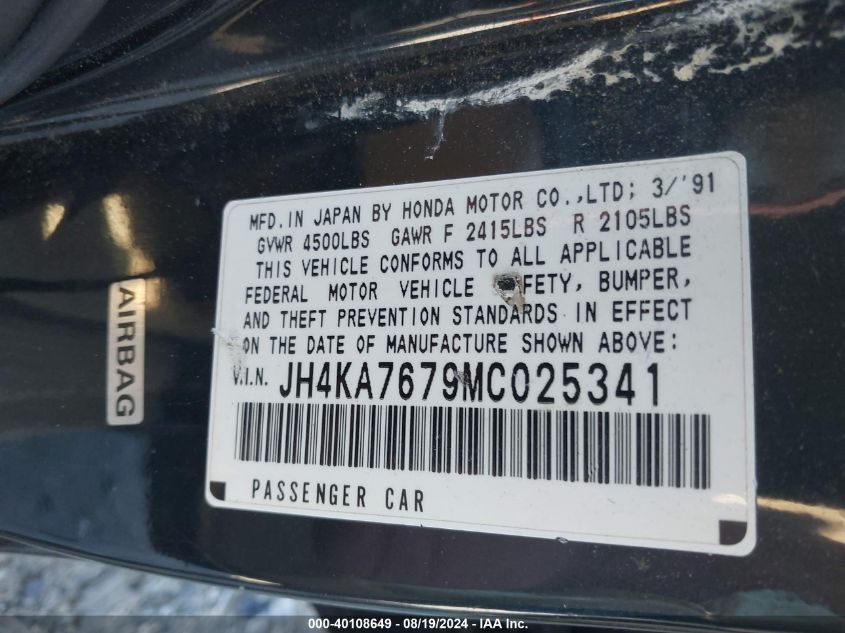 MFD. IN JAPAN BY HONDA MOTOR CO.,LTD; 3/'91
GVWR 4500LBS GAWR F 2415LBS R 2105LBS
THIS VEHICLE CONFORMS TO ALL APPLICABLE
FEDERAL MOTOR VEHICLE FETY, BUMPER,
AND THEFT PREVENTION STANDARDS IN EFFECT
ON THE DATE OF MANUFACTURE SHOWN ABOVE:
V.I.N. JH4KA7679MC025341
PASSENGER CAR
AIRBAG
000-40108649 - 08/19/2024 - IAA Inc.